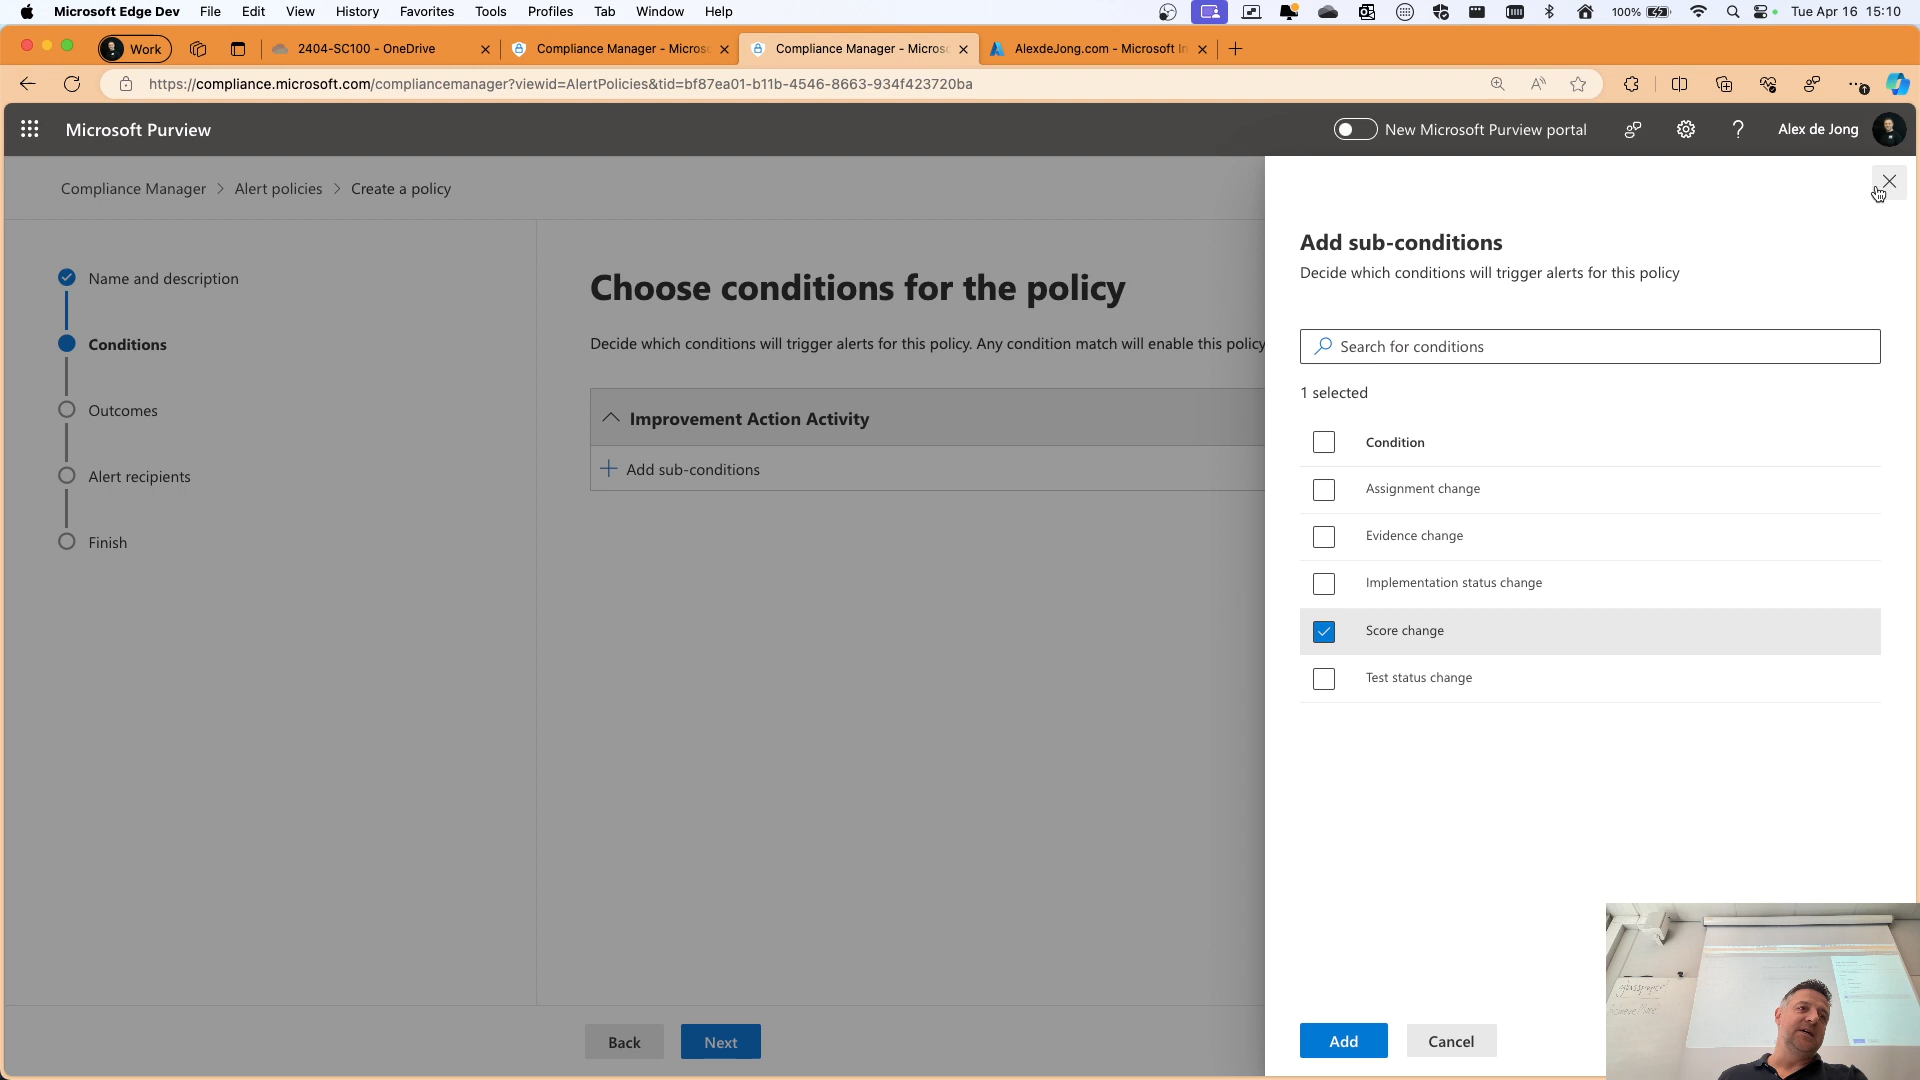 Microsoft Edge Dev File Edit View History Favorites Tools Profiles Tab Window Help 100% Tue Apr 16 15:10
Work 2404-SC100 - OneDrive Compliance Manager - Micros Compliance Manager - Micros AlexdeJong.com - Microsoft In
https://compliance.microsoft.com/compliancemanager?viewid=AlertPolicies&tid=bf87ea01-b11b-4546-8663-934f423720ba
Microsoft Purview New Microsoft Purview portal ? Alex de Jong
Compliance Manager > Alert policies > Create a policy
Name and description
Conditions
Outcomes
Alert recipients
Finish
Choose conditions for the policy
Decide which conditions will trigger alerts for this policy. Any condition match will enable this policy
Improvement Action Activity
Add sub-conditions
Back Next
Add sub-conditions
Decide which conditions will trigger alerts for this policy
Search for conditions
1 selected
Condition
Assignment change
Evidence change
Implementation status change
Score change
Test status change
Add Cancel